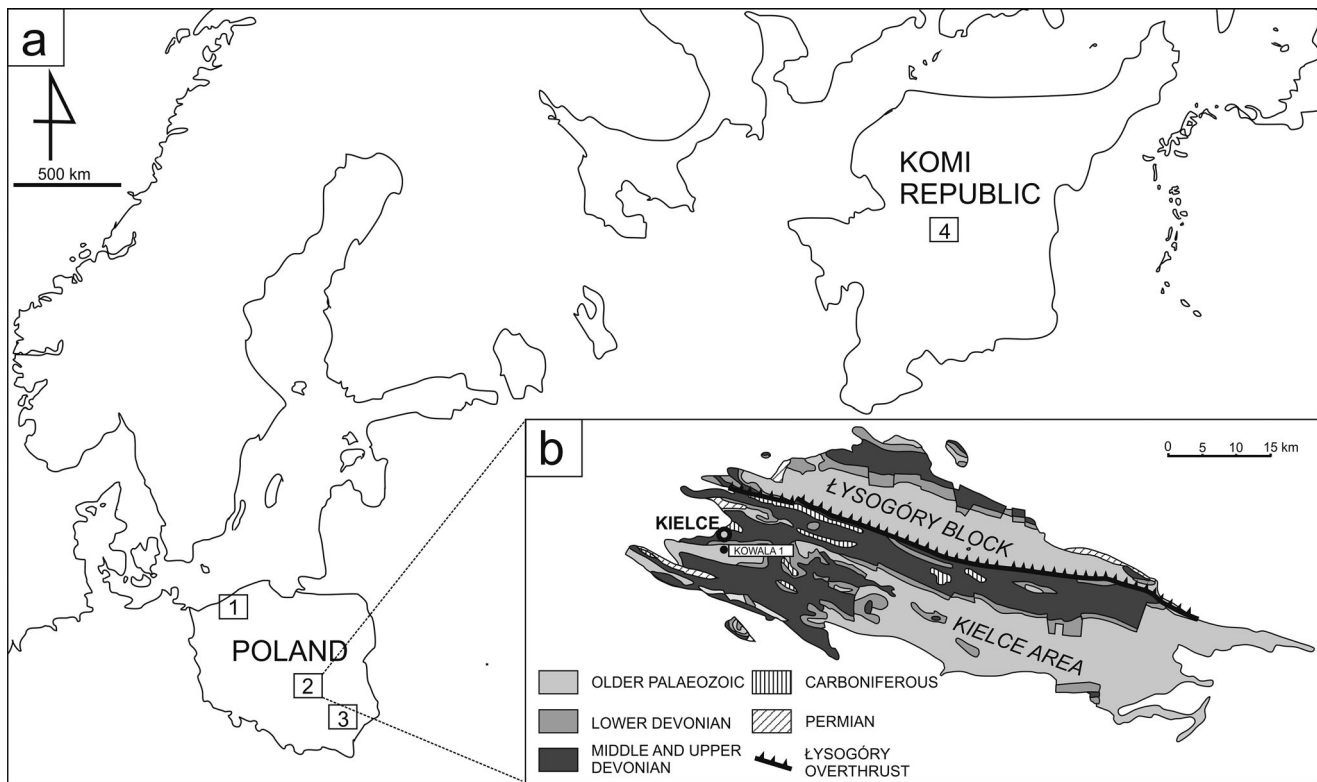 a
500 km
KOMI
REPUBLIC
4
1
POLAND
2
3
b
0 5 10 15 km
ŁYSOGÓRY BLOCK
KIELCE
KOWALA 1
KIELCE AREA
OLDER PALAEOZOIC
CARBONIFEROUS
LOWER DEVONIAN
PERMIAN
MIDDLE AND UPPER
DEVONIAN
ŁYSOGÓRY
OVERTHRUST